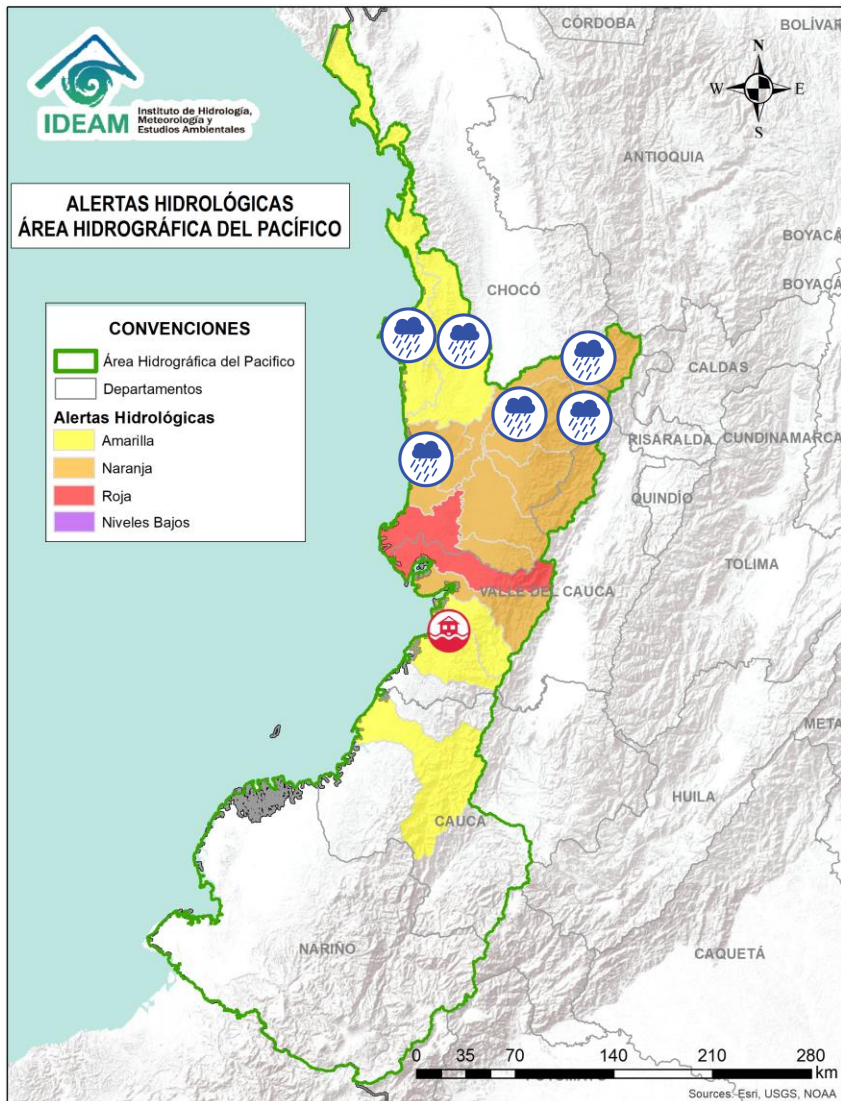 IDEAM
Instituto de Hidrología,
Meteorología y
Estudios Ambientales
ALERTAS HIDROLÓGICAS
ÁREA HIDROGRÁFICA DEL PACÍFICO
CONVENCIONES
Área Hidrográfica del Pacifico
Departamentos
Alertas Hidrológicas
Amarilla
Naranja
Roja
Niveles Bajos
N
W
E
S
CÓRDOBA
BOLÍVAR
ANTIOQUIA
BOYACÁ
BOYACÁ
CHOCÓ
CALDAS
RISARALDA
CUNDINAMARCA
QUINDÍO
TOLIMA
VALLE DEL CAUCA
META
HUILA
CAUCA
NARIÑO
CAQUETÁ
0 35 70 140 210 280
km
Sources: Esri, USGS, NOAA